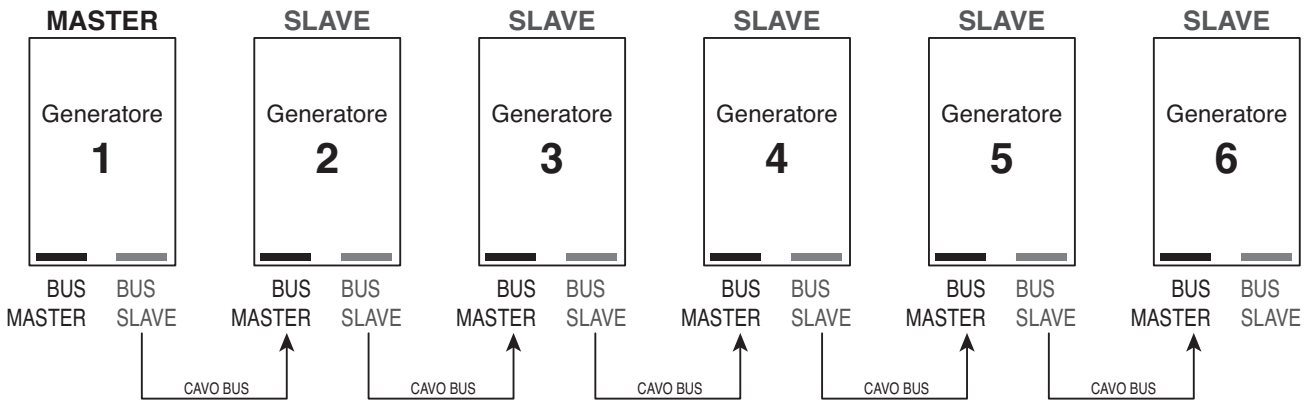 MASTER SLAVE SLAVE SLAVE SLAVE SLAVE
Generatore Generatore Generatore Generatore Generatore Generatore
1 2 3 4 5 6
BUS BUS BUS BUS BUS BUS BUS BUS BUS BUS BUS BUS
MASTER SLAVE MASTER SLAVE MASTER SLAVE MASTER SLAVE MASTER SLAVE MASTER SLAVE
CAVO BUS CAVO BUS CAVO BUS CAVO BUS CAVO BUS